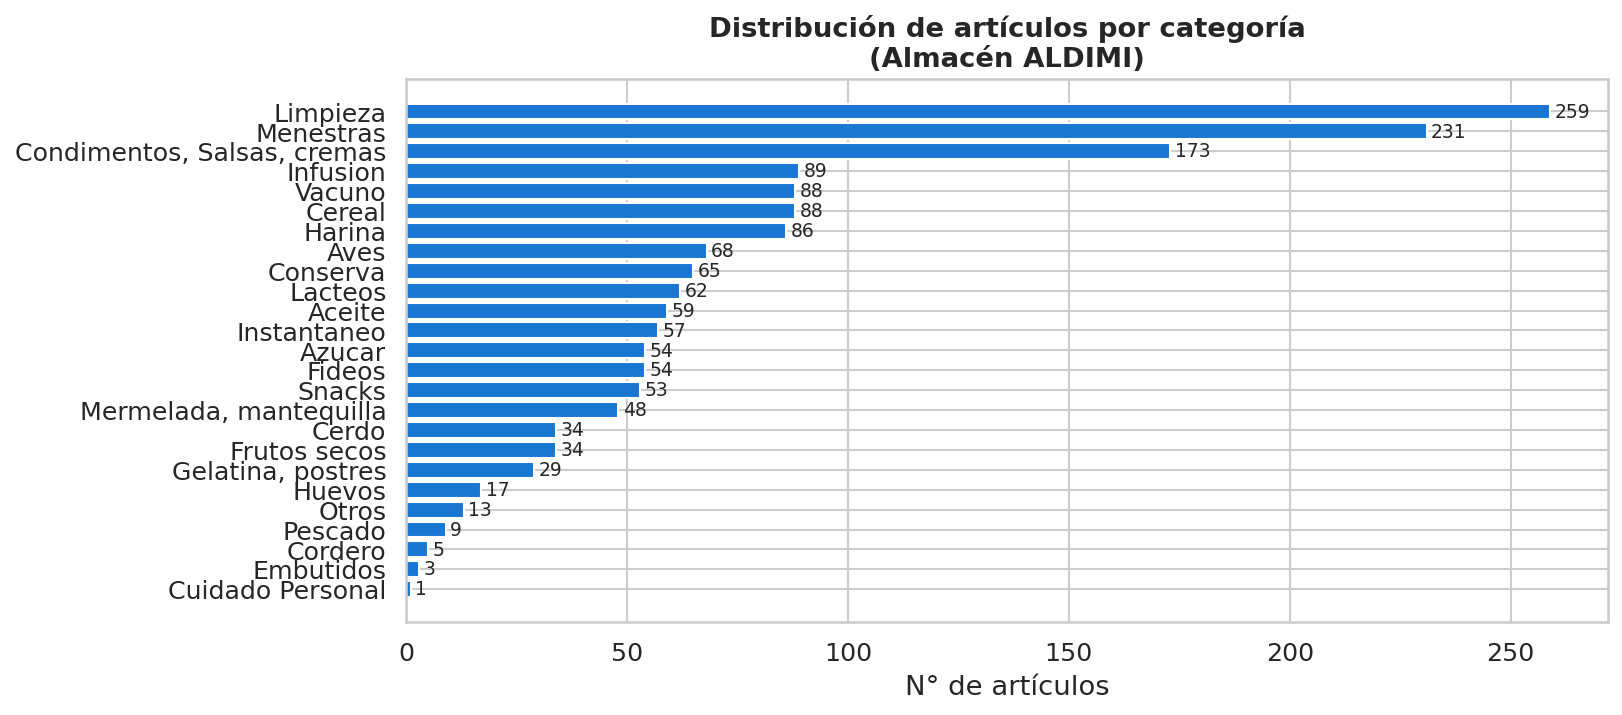 Distribución de artículos por categoría
(Almacén ALDIMI)
Limpieza 259
Menestras 231
Condimentos, Salsas, cremas 173
Infusion 89
Vacuno 88
Cereal 88
Harina 86
Aves 68
Conserva 65
Lacteos 62
Aceite 59
Instantaneo 57
Azucar 54
Fideos 54
Snacks 53
Mermelada, mantequilla 48
Cerdo 34
Frutos secos 34
Gelatina, postres 29
Huevos 17
Otros 13
Pescado 9
Cordero 5
Embutidos 3
Cuidado Personal 1
0 50 100 150 200 250
N° de artículos